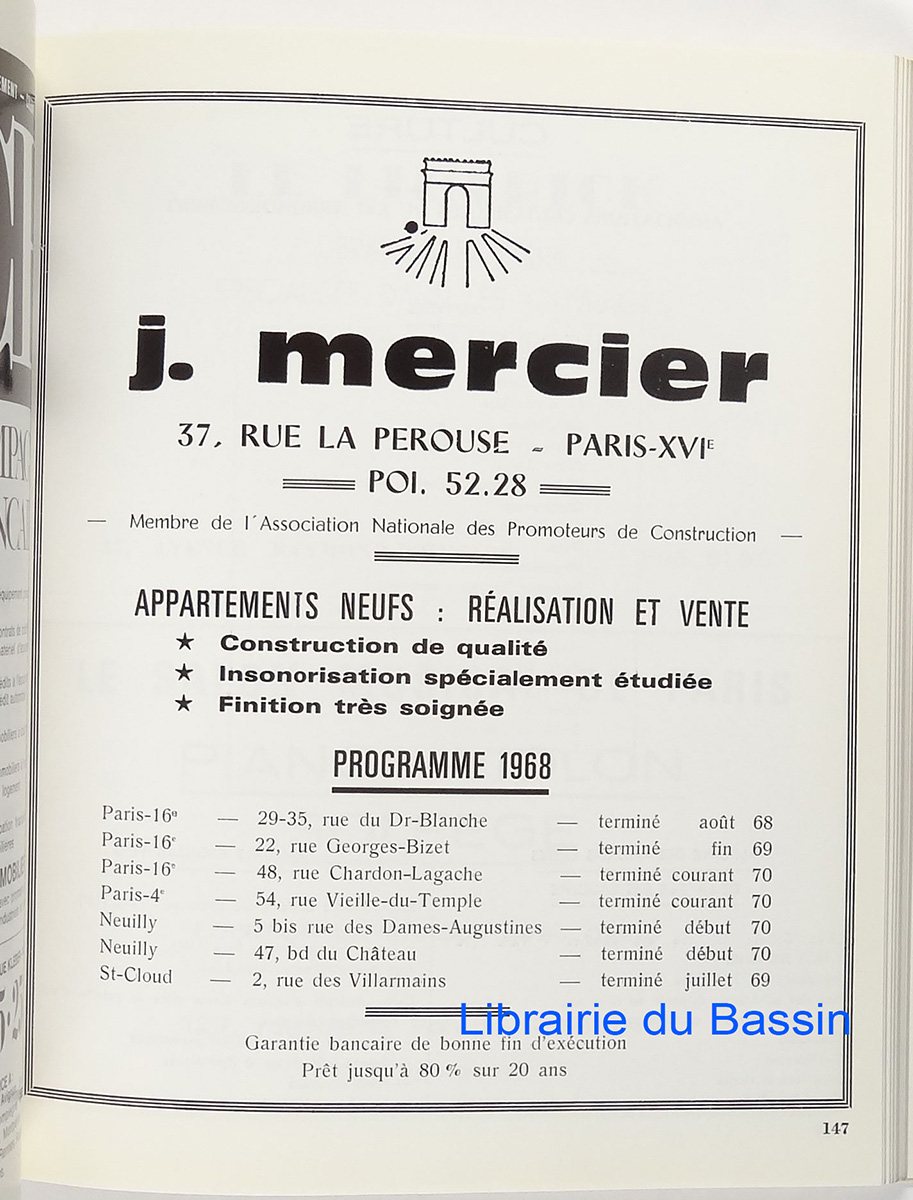 j. mercier
37, RUE LA PEROUSE - PARIS-XVIE
POI. 52.28
— Membre de l'Association Nationale des Promoteurs de Construction —
APPARTEMENTS NEUFS : RÉALISATION ET VENTE
★ Construction de qualité
★ Insonorisation spécialement étudiée
★ Finition très soignée
PROGRAMME 1968
Paris-16e — 29-35, rue du Dr-Blanche — terminé août 68
Paris-16e — 22, rue Georges-Bizet — terminé fin 69
Paris-16e — 48, rue Chardon-Lagache — terminé courant 70
Paris-4e — 54, rue Vieille-du-Temple — terminé courant 70
Neuilly — 5 bis rue des Dames-Augustines — terminé début 70
Neuilly — 47, bd du Château — terminé début 70
St-Cloud — 2, rue des Villarmains — terminé juillet 69
Librairie du Bassin
Garantie bancaire de bonne fin d'exécution
Prêt jusqu'à 80 % sur 20 ans
147